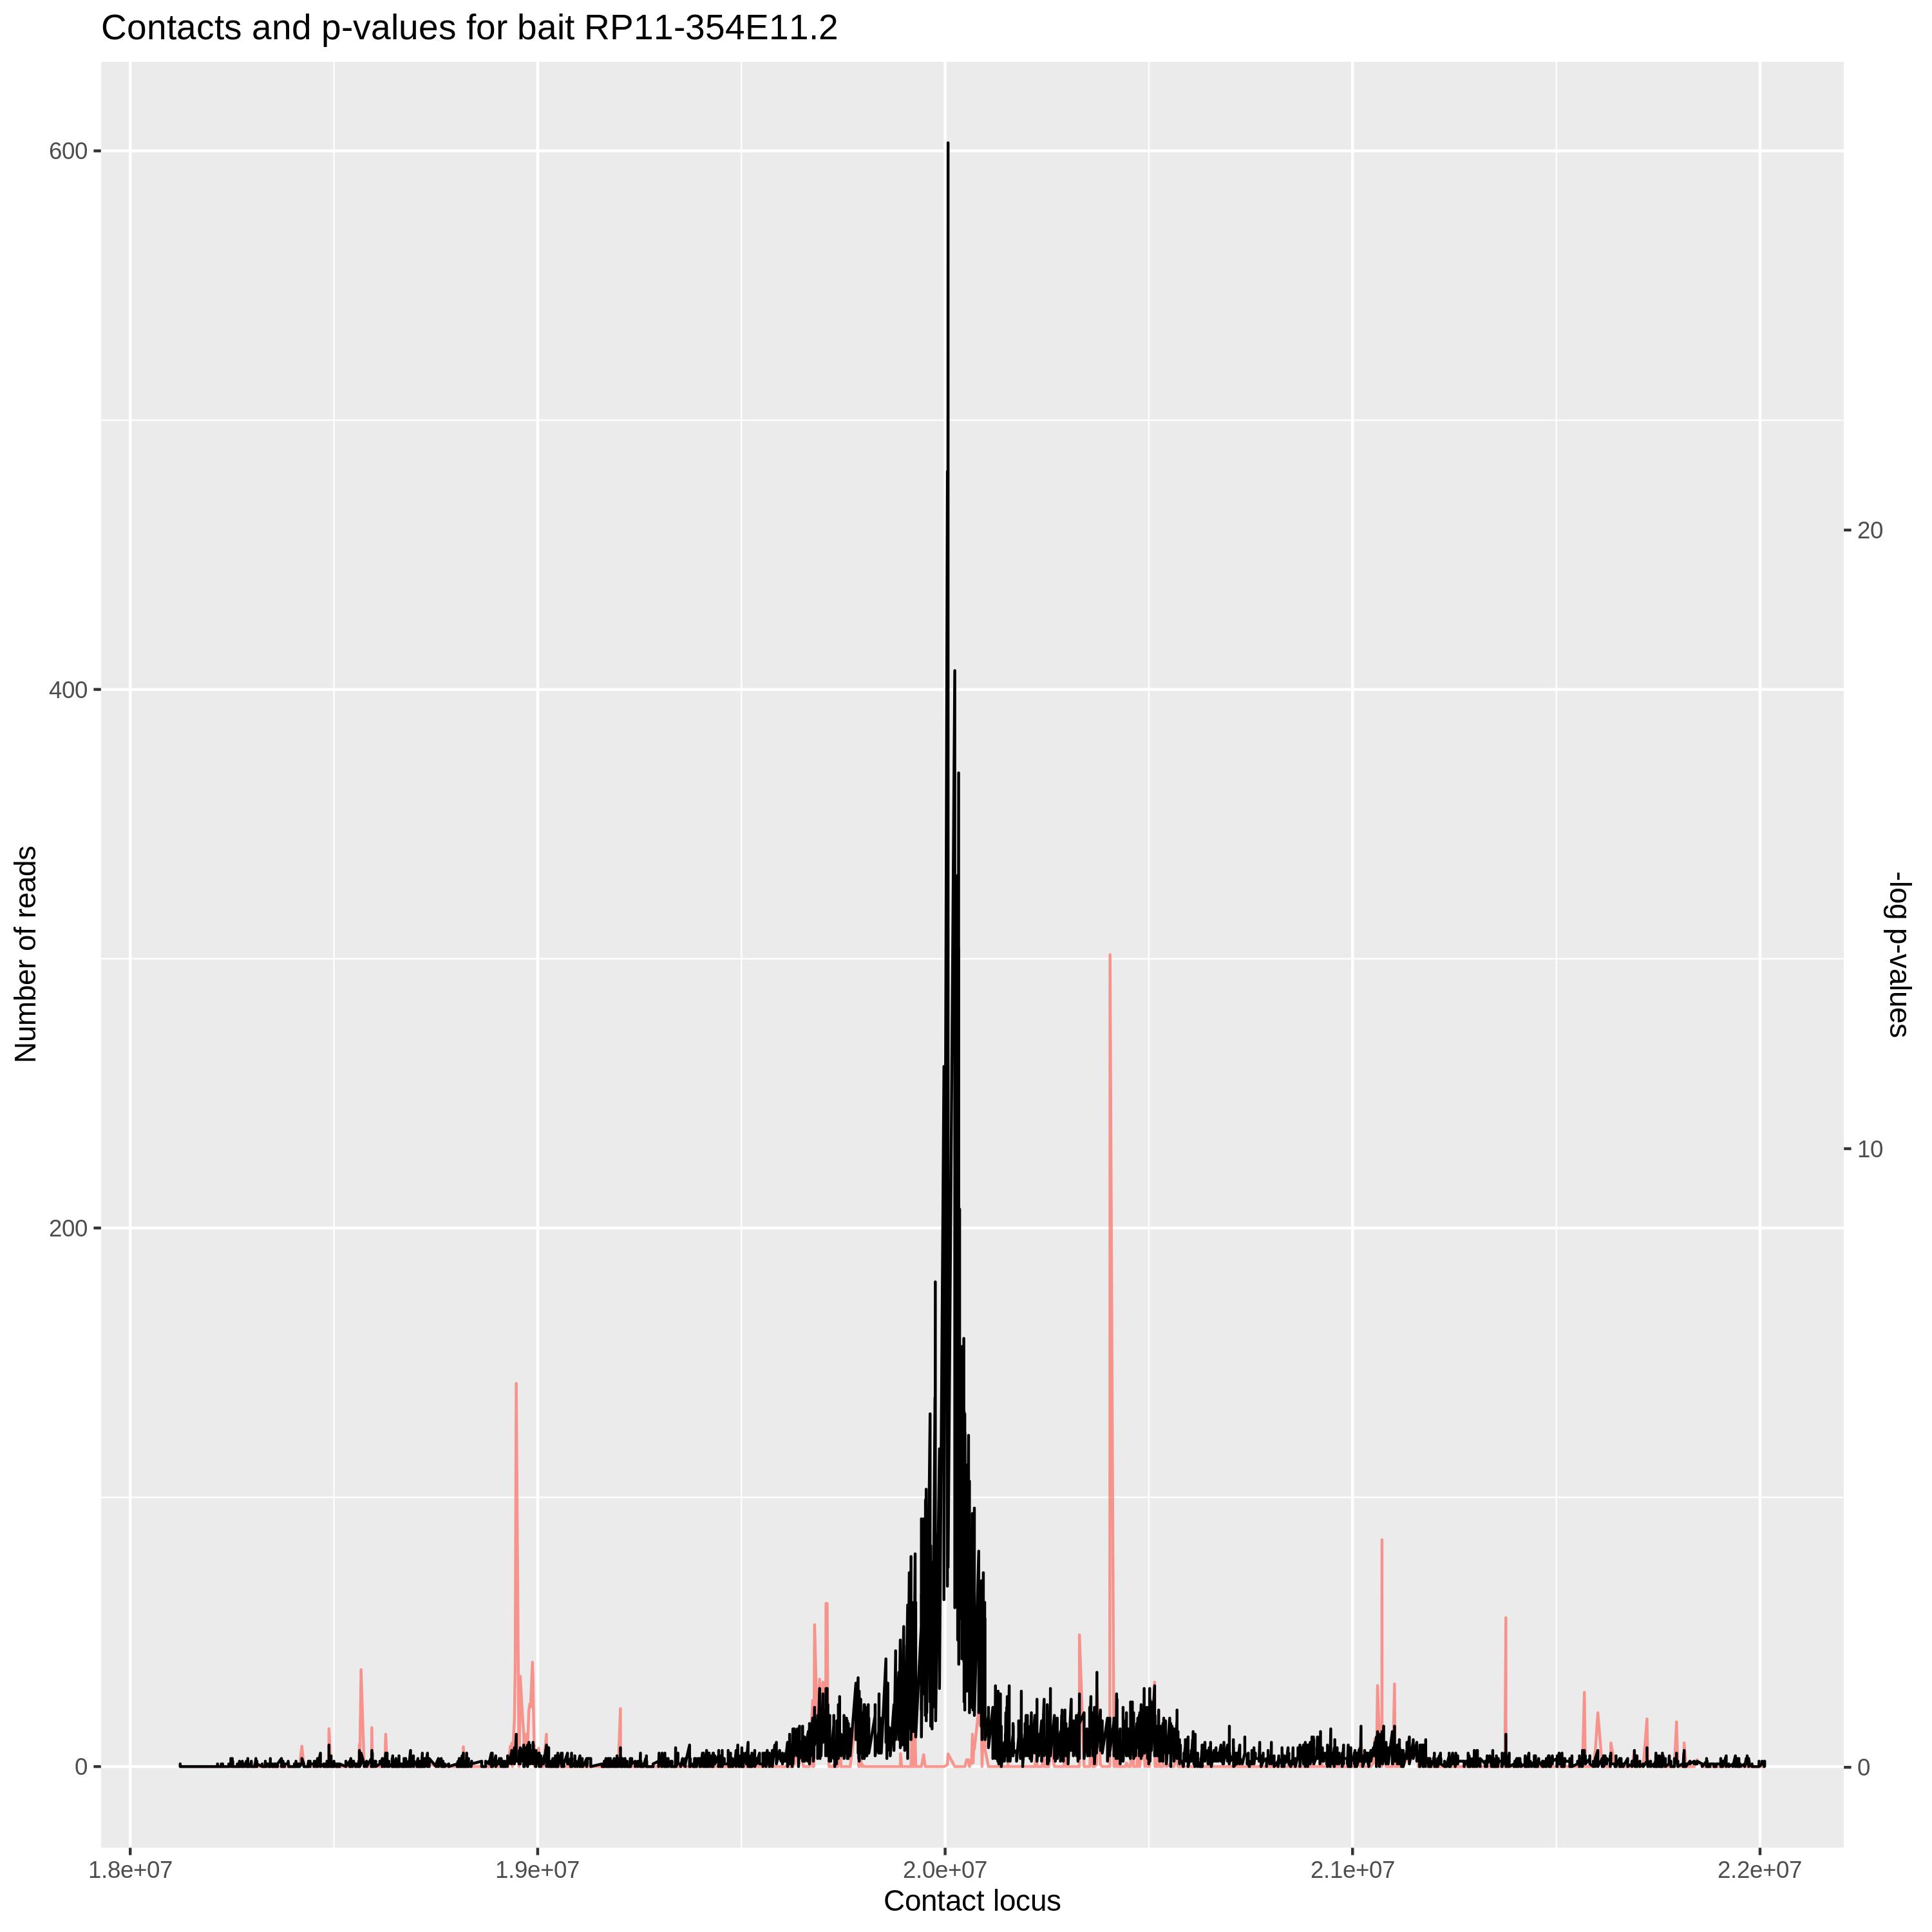 Contacts and p-values for bait RP11-354E11.2
600
400
200
0
Number of reads
20
10
0
-log p-values
1.8e+07
1.9e+07
2.0e+07
2.1e+07
2.2e+07
Contact locus